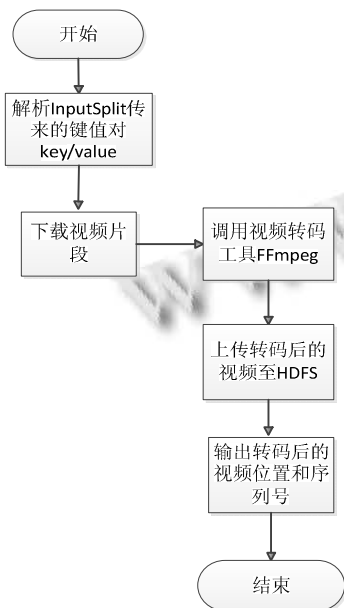 开始
解析InputSplit传
来的键值对
key/value
下载视频片
段
调用视频转码
工具FFmpeg
上传转码后的
视频至HDFS
输出转码后的
视频位置和序
列号
结束